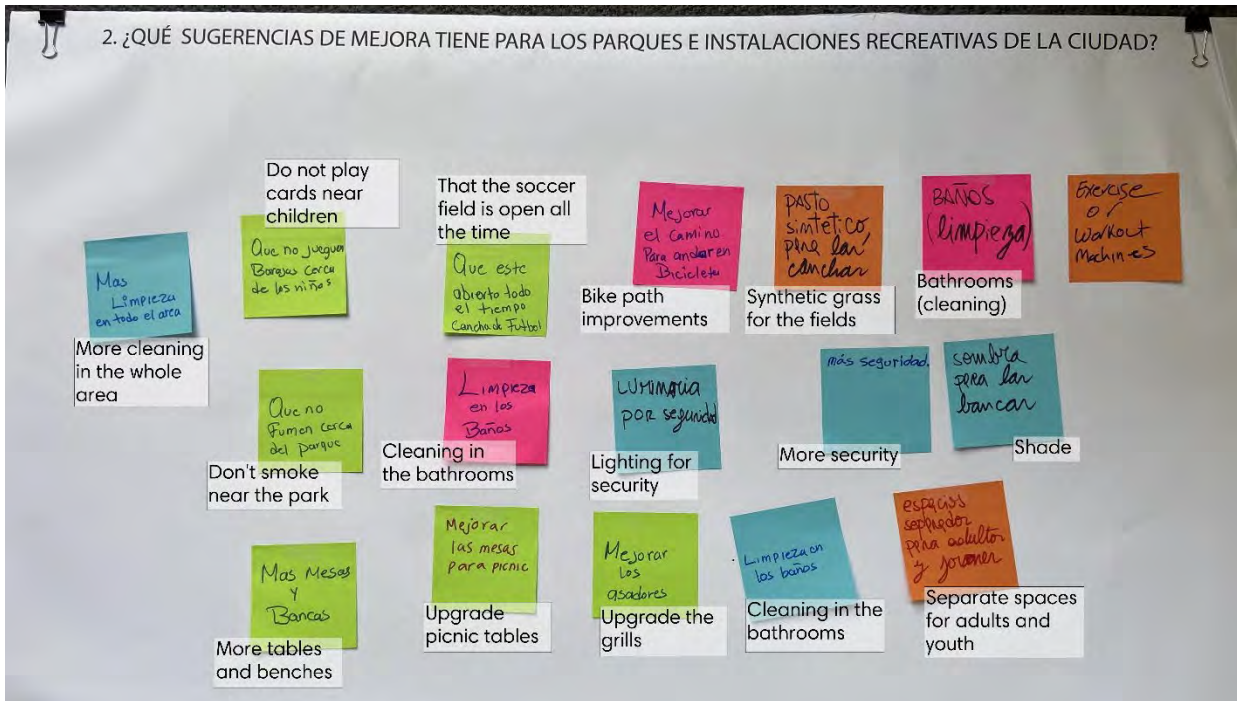 2. ¿QUÉ SUGERENCIAS DE MEJORA TIENE PARA LOS PARQUES E INSTALACIONES RECREATIVAS DE LA CIUDAD?
Mas
Limpieza
en todo el area
More cleaning
in the whole
area
Do not play
cards near
children
Que no jueguen
Barajas cerca
de los niños
That the soccer
field is open all
the time
Que este
abierto todo
el tiempo
Cancha de Futbol
Mejorar
el camino
Para andar en
Bicicleta
Bike path
improvements
PASTO
sintetico
para las
canchas
Synthetic grass
for the fields
BAÑOS
(limpieza)
Bathrooms
(cleaning)
Exercise
or
Workout
Machines
Que no
Fumen cerca
del parque
Don't smoke
near the park
Limpieza
en los
Baños
Cleaning in
the bathrooms
Luminaria
por seguridad
Lighting for
security
más seguridad.
More security
sombra
para las
bancas
Shade
Mas Mesas
y
Bancas
More tables
and benches
Mejorar
las mesas
para picnic
Upgrade
picnic tables
Mejorar
los
asadores
Upgrade the
grills
Limpieza en
los baños
Cleaning in the
bathrooms
espacios
separados
para adultos
y jovenes
Separate spaces
for adults and
youth